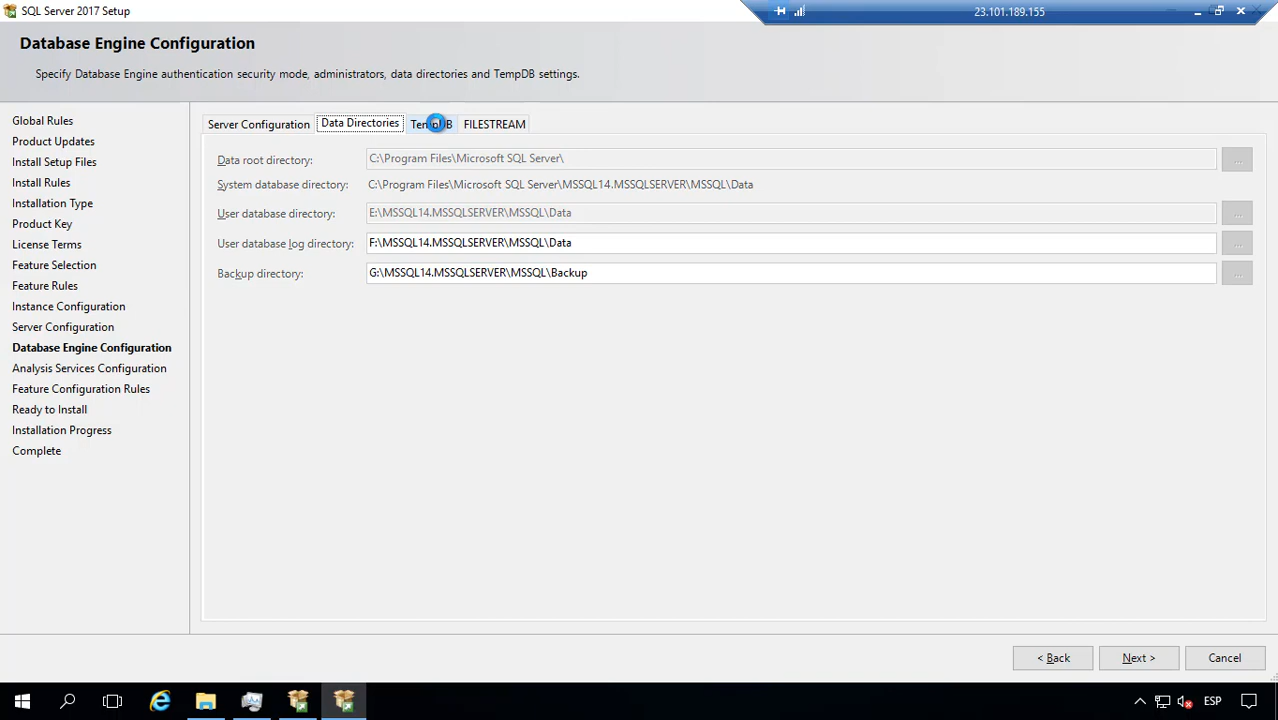 SQL Server 2017 Setup
23.101.189.155
Database Engine Configuration
Specify Database Engine authentication security mode, administrators, data directories and TempDB settings.
Global Rules
Product Updates
Install Setup Files
Install Rules
Installation Type
Product Key
License Terms
Feature Selection
Feature Rules
Instance Configuration
Server Configuration
Database Engine Configuration
Analysis Services Configuration
Feature Configuration Rules
Ready to Install
Installation Progress
Complete
Server Configuration Data Directories TempDB FILESTREAM
Data root directory: C:\Program Files\Microsoft SQL Server\ ...
System database directory: C:\Program Files\Microsoft SQL Server\MSSQL14.MSSQLSERVER\MSSQL\Data
User database directory: E:\MSSQL14.MSSQLSERVER\MSSQL\Data ...
User database log directory: F:\MSSQL14.MSSQLSERVER\MSSQL\Data ...
Backup directory: G:\MSSQL14.MSSQLSERVER\MSSQL\Backup ...
< Back Next > Cancel
ESP